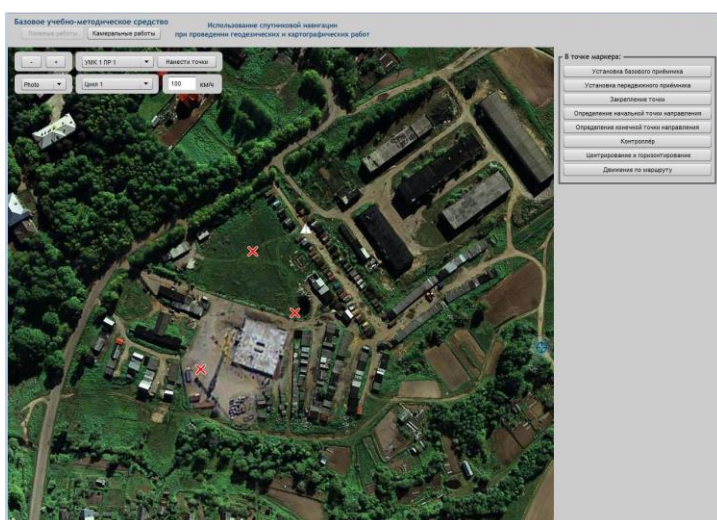 Базовое учебно-методическое средство
Использование спутниковой навигации
при проведении геодезических и картографических работ
Полевые работы
Камеральные работы
- + УМК 1 ПР 1 Нанести точки
Photo Цикл 1 100 км/ч
В точке маркера:
Установка базового приёмника
Установка передвижного приёмника
Закрепление точки
Определение начальной точки направления
Определение конечной точки направления
Контроллёр
Центрирование и горизонтирование
Движение по маршруту